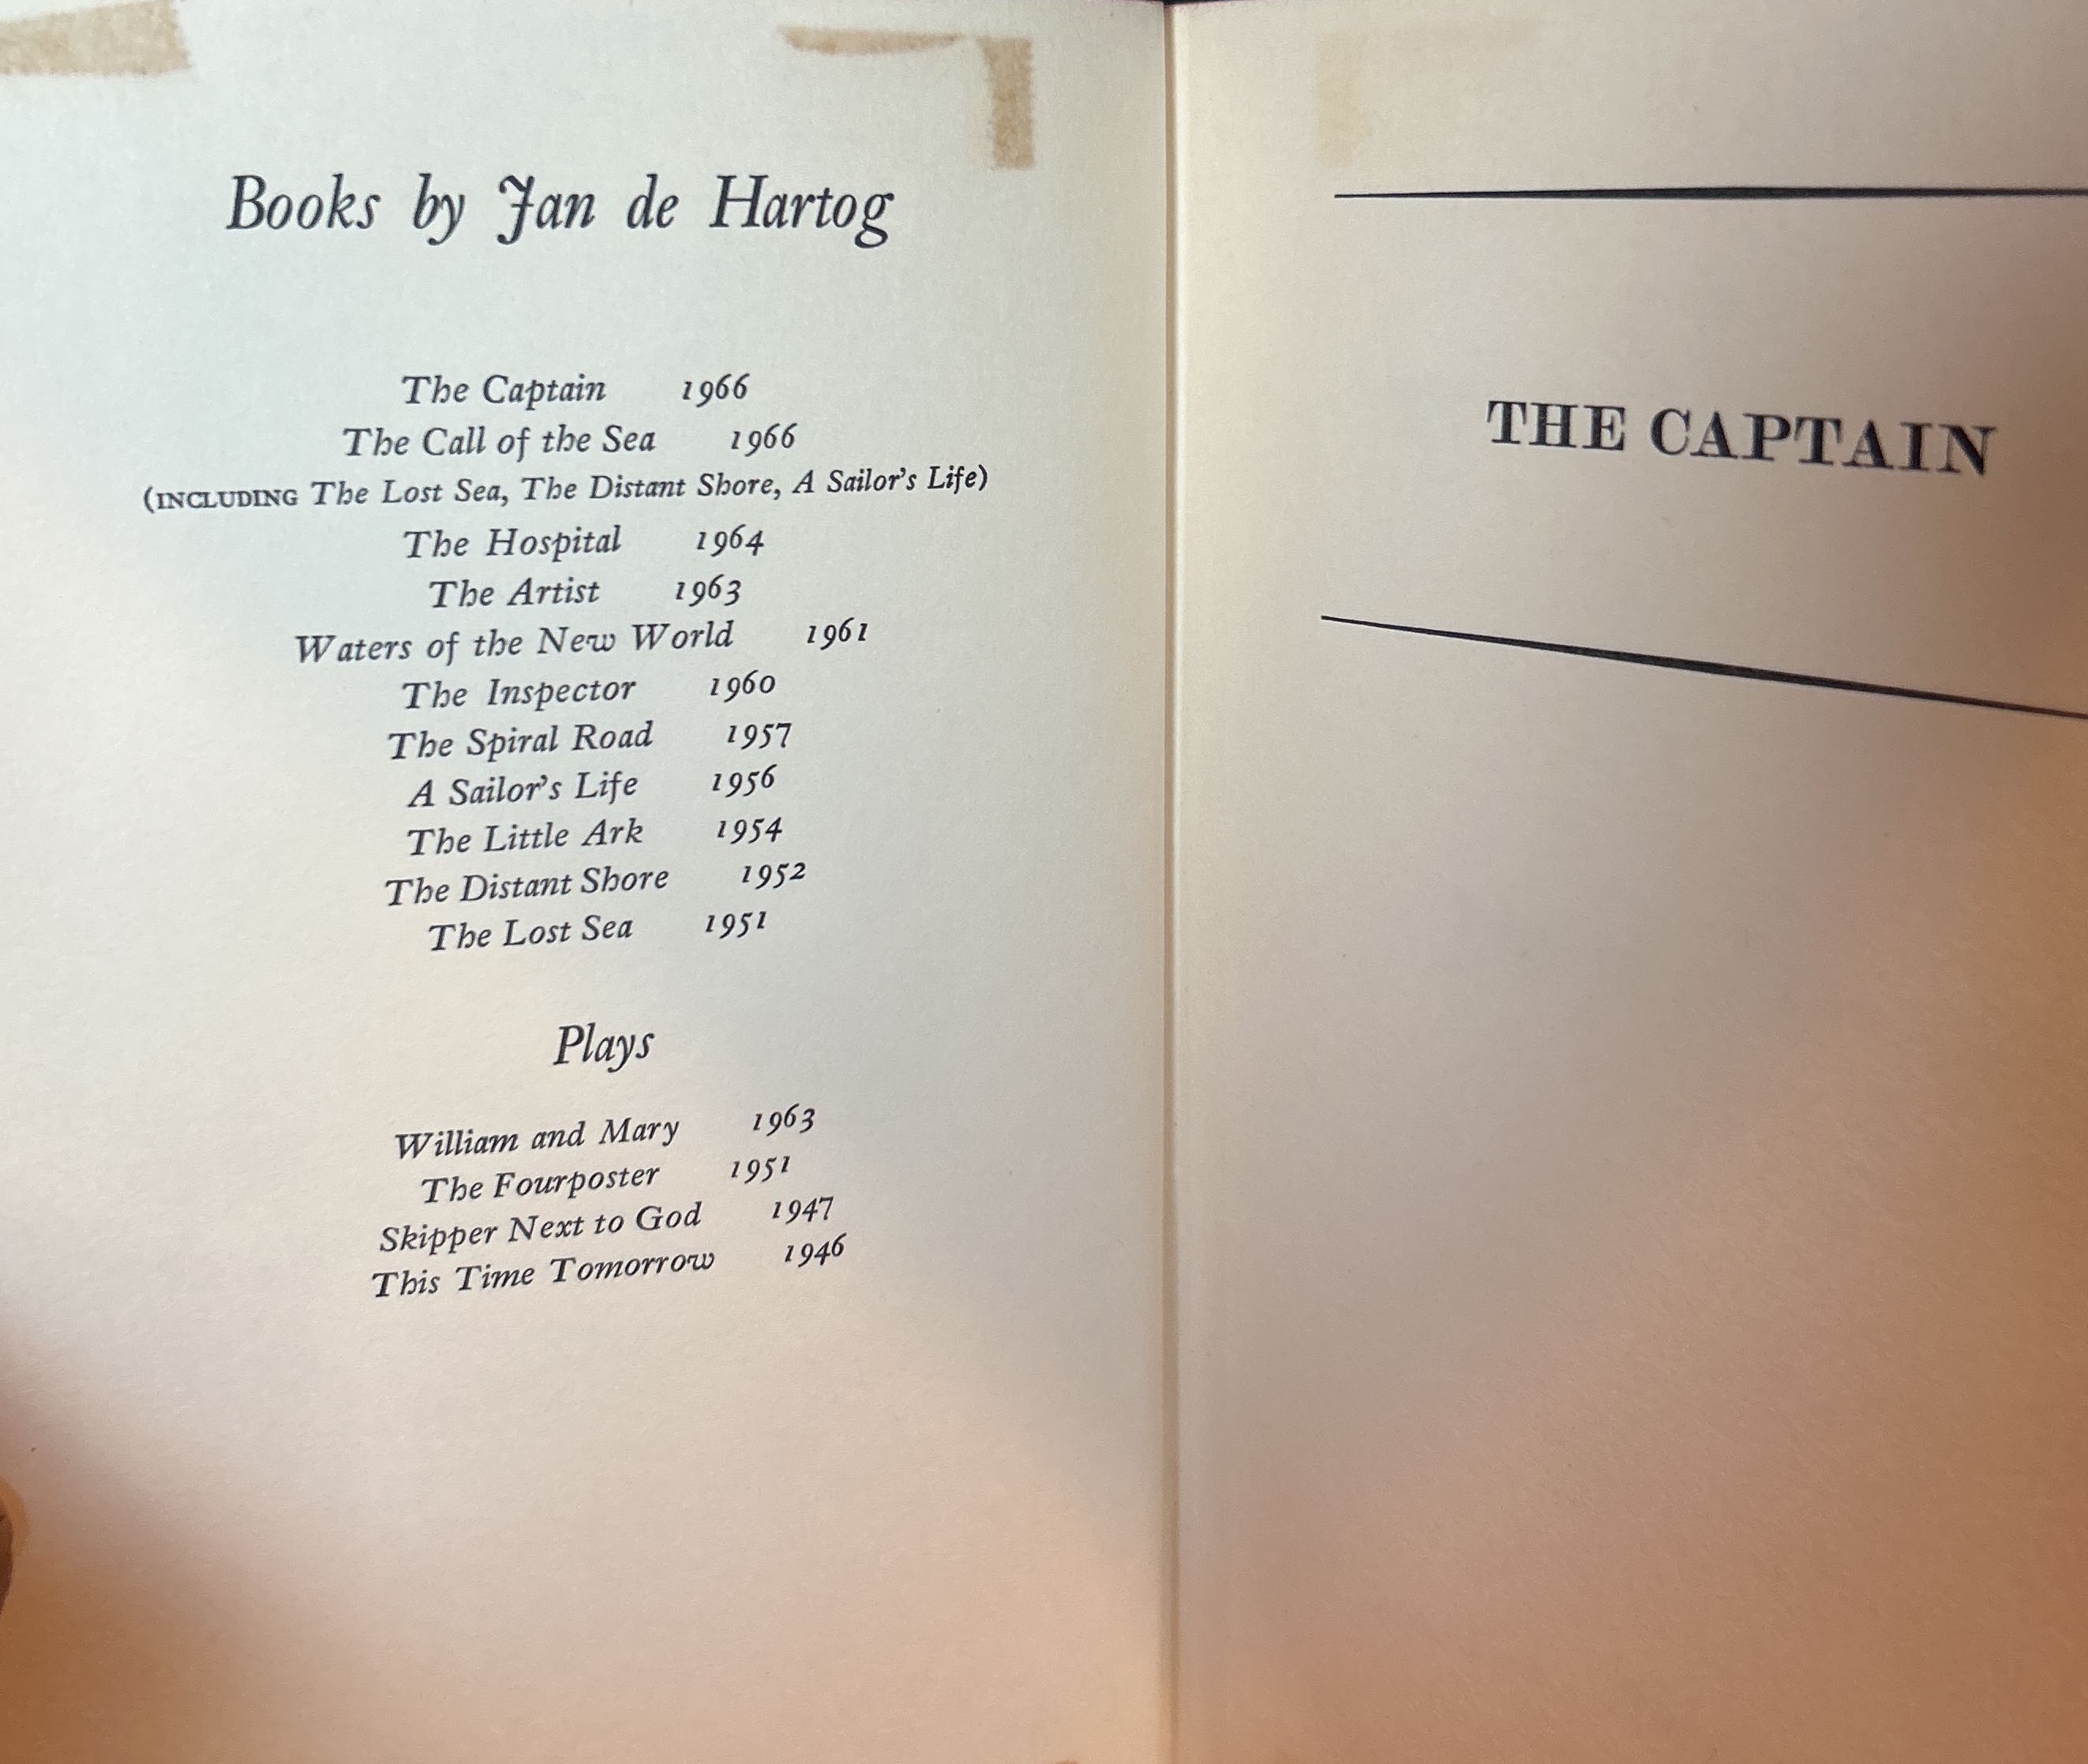 Books by Jan de Hartog
The Captain 1966
The Call of the Sea 1966
(INCLUDING The Lost Sea, The Distant Shore, A Sailor's Life)
The Hospital 1964
The Artist 1963
Waters of the New World 1961
The Inspector 1960
The Spiral Road 1957
A Sailor's Life 1956
The Little Ark 1954
The Distant Shore 1952
The Lost Sea 1951
Plays
William and Mary 1963
The Fourposter 1951
Skipper Next to God 1947
This Time Tomorrow 1946
THE CAPTAIN